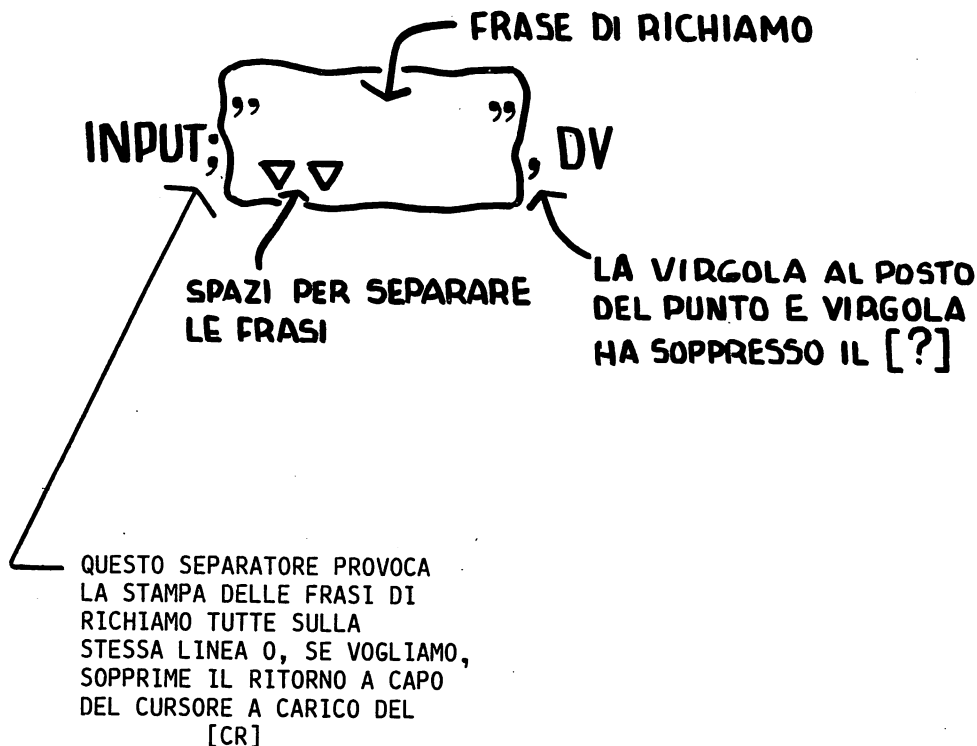 FRASE DI RICHIAMO
INPUT; ” ” , DV
▽ ▽
SPAZI PER SEPARARE
LE FRASI
LA VIRGOLA AL POSTO
DEL PUNTO E VIRGOLA
HA SOPPRESSO IL [?]
QUESTO SEPARATORE PROVOCA
LA STAMPA DELLE FRASI DI
RICHIAMO TUTTE SULLA
STESSA LINEA O, SE VOGLIAMO,
SOPPRIME IL RITORNO A CAPO
DEL CURSORE A CARICO DEL
[CR]